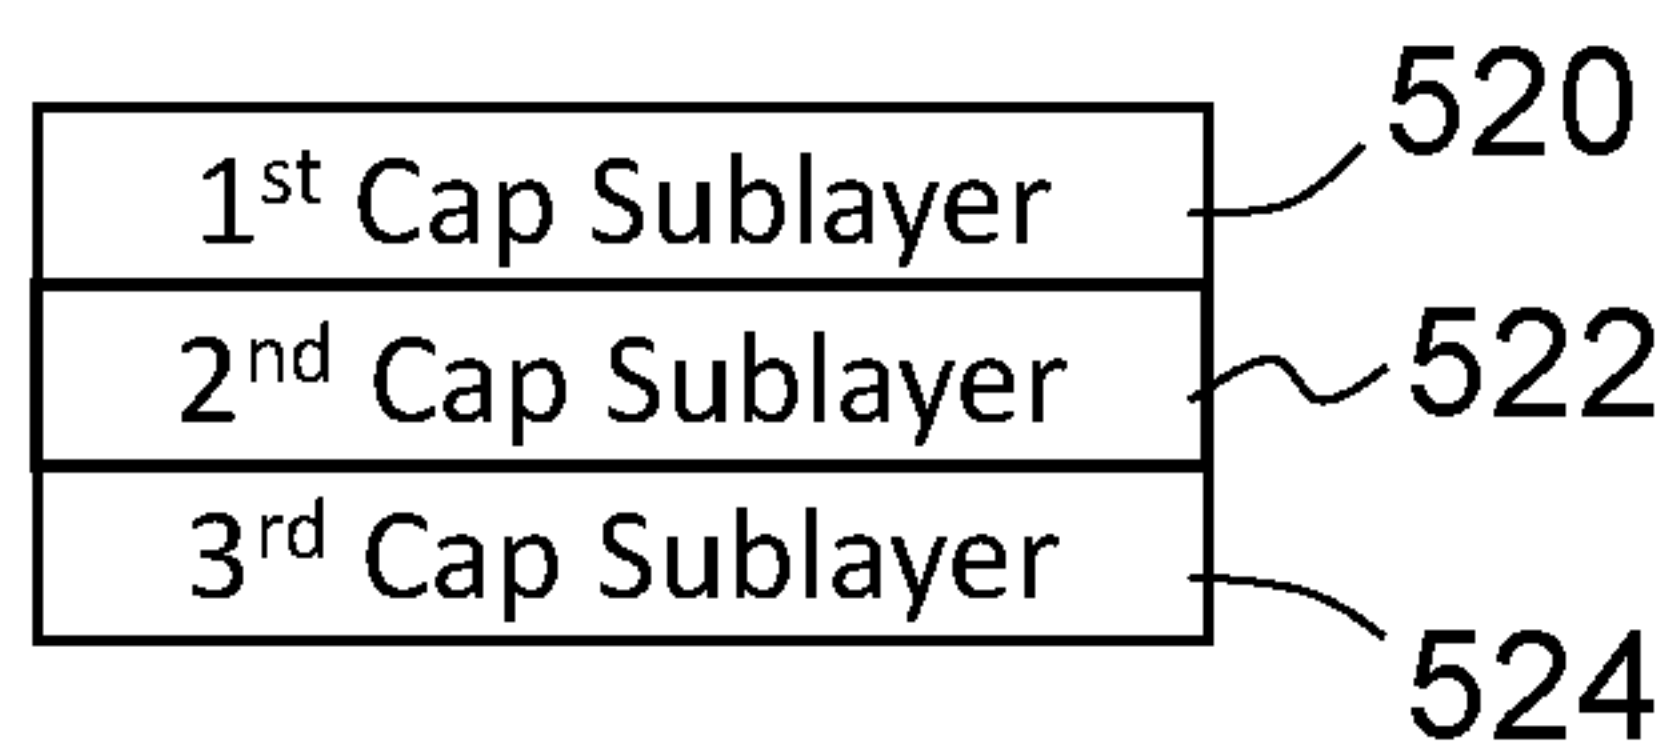 1st Cap Sublayer 520
2nd Cap Sublayer 522
3rd Cap Sublayer 524